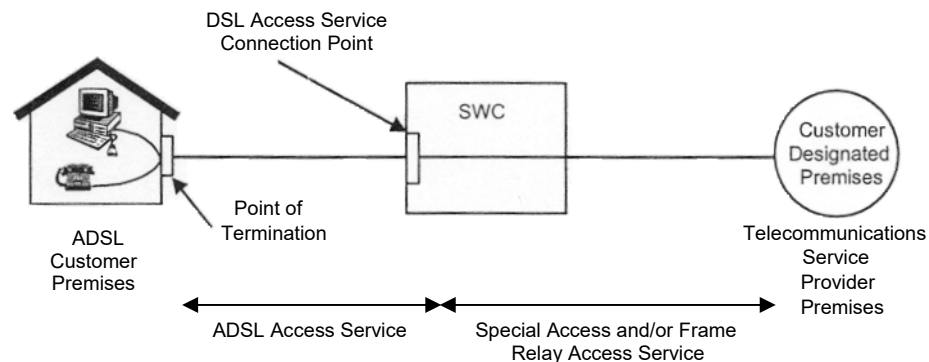 DSL Access Service
Connection Point
SWC
Customer
Designated
Premises
Point of
Termination
ADSL
Customer
Premises
Telecommunications
Service
Provider
Premises
ADSL Access Service
Special Access and/or Frame
Relay Access Service